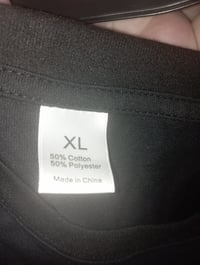 XL
50% Cotton
50% Polyester
Made in China